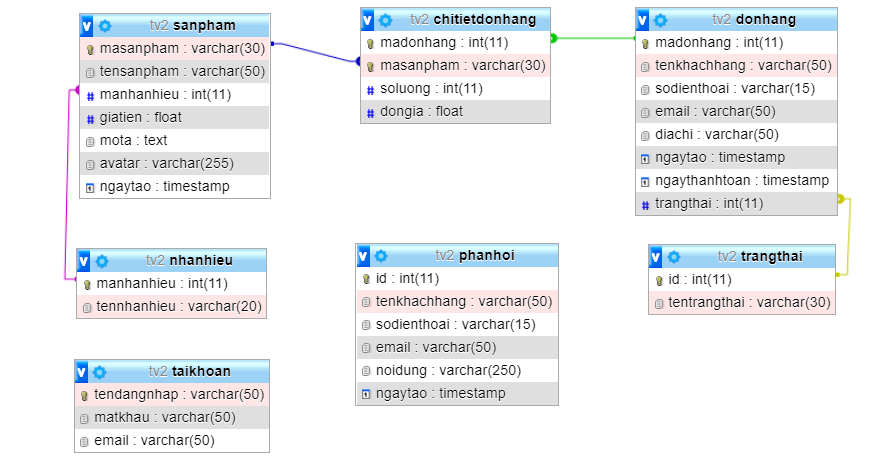 tv2 sanpham
masanpham : varchar(30)
tensanpham : varchar(50)
manhanhieu : int(11)
giatien : float
mota : text
avatar : varchar(255)
ngaytao : timestamp
tv2 chitietdonhang
madonhang : int(11)
masanpham : varchar(30)
soluong : int(11)
dongia : float
tv2 donhang
madonhang : int(11)
tenkhachhang : varchar(50)
sodienthoai : varchar(15)
email : varchar(50)
diachi : varchar(50)
ngaytao : timestamp
ngaythanhtoan : timestamp
trangthai : int(11)
tv2 nhanhieu
manhanhieu : int(11)
tennhanhieu : varchar(20)
tv2 phanhoi
id : int(11)
tenkhachhang : varchar(50)
sodienthoai : varchar(15)
email : varchar(50)
noidung : varchar(250)
ngaytao : timestamp
tv2 trangthai
id : int(11)
tentrangthai : varchar(30)
tv2 taikhoan
tendangnhap : varchar(50)
matkhau : varchar(50)
email : varchar(50)